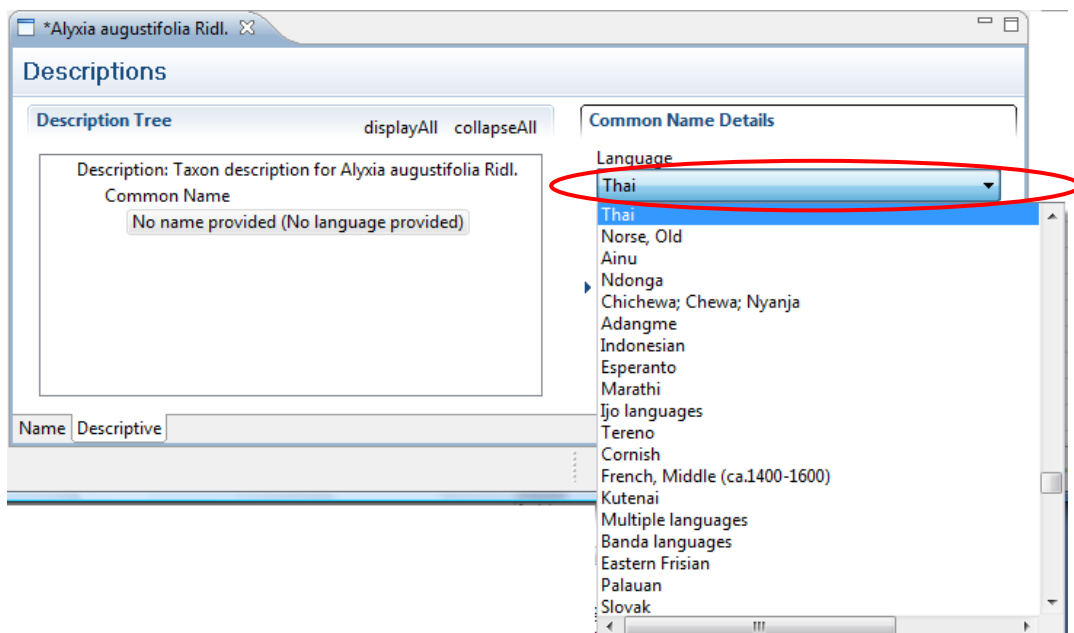 *Alyxia augustifolia Ridl.
Descriptions
Description Tree
displayAll collapseAll
Description: Taxon description for Alyxia augustifolia Ridl.
Common Name
No name provided (No language provided)
Name Descriptive
Common Name Details
Language
Thai
Thai
Norse, Old
Ainu
Ndonga
Chichewa; Chewa; Nyanja
Adangme
Indonesian
Esperanto
Marathi
Ijo languages
Tereno
Cornish
French, Middle (ca.1400-1600)
Kutenai
Multiple languages
Banda languages
Eastern Frisian
Palauan
Slovak